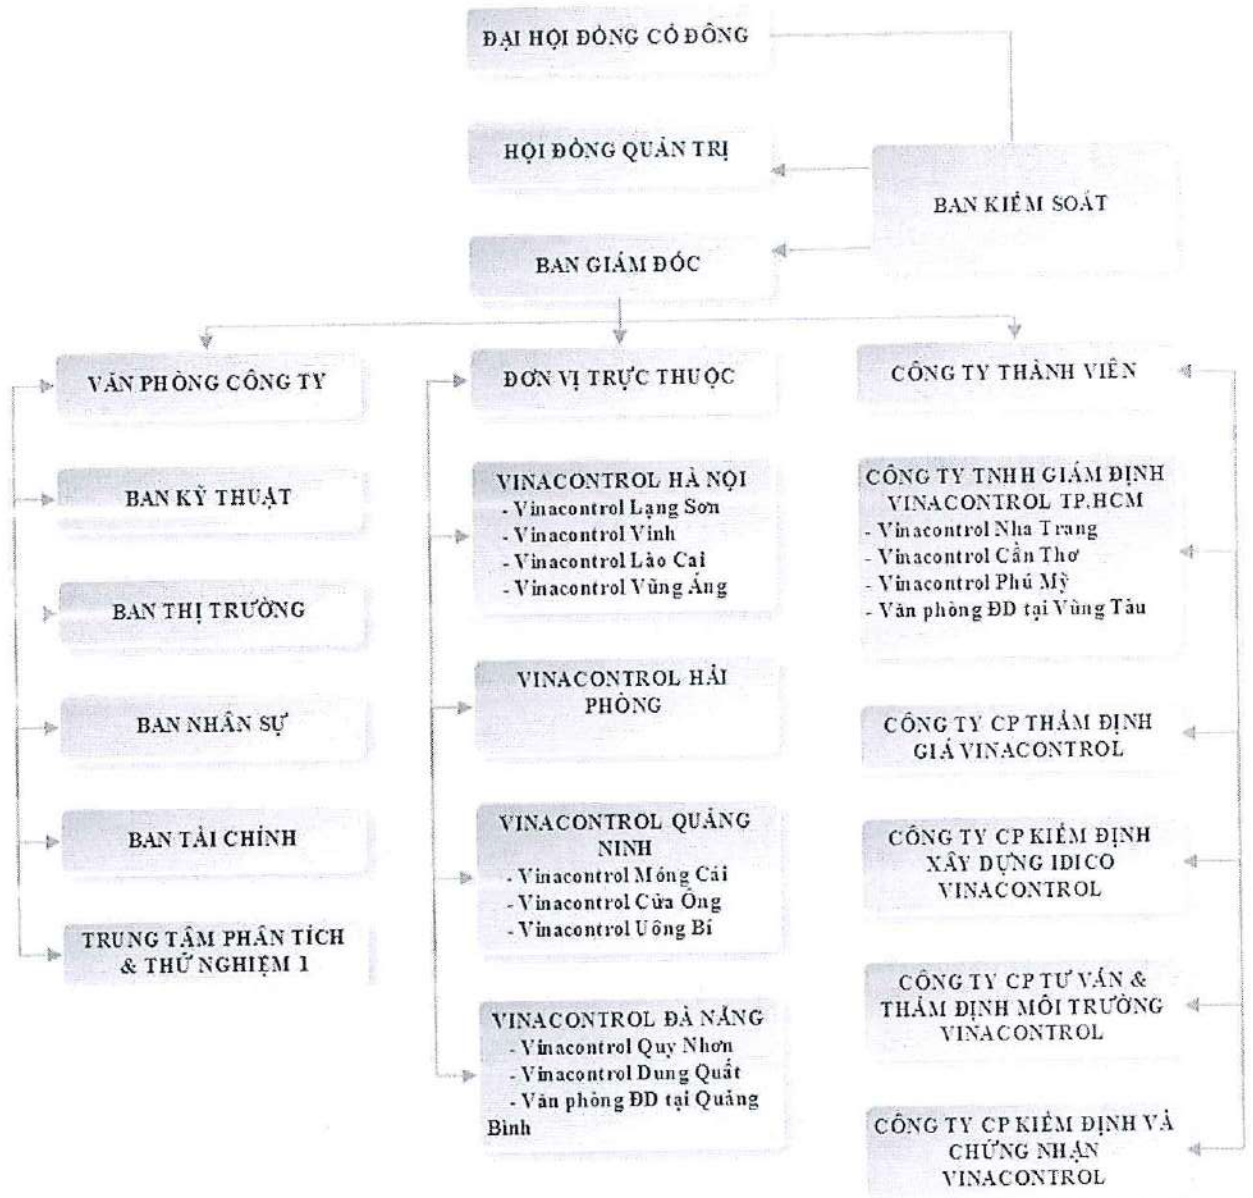 ĐẠI HỘI ĐỒNG CỔ ĐÔNG
HỘI ĐỒNG QUẢN TRỊ
BAN KIỂM SOÁT
BAN GIÁM ĐỐC
VĂN PHÒNG CÔNG TY
BAN KỸ THUẬT
BAN THỊ TRƯỜNG
BAN NHÂN SỰ
BAN TÀI CHÍNH
TRUNG TÂM PHÂN TÍCH
& THỬ NGHIỆM 1
ĐƠN VỊ TRỰC THUỘC
VINACONTROL HÀ NỘI
- Vinacontrol Lạng Sơn
- Vinacontrol Vinh
- Vinacontrol Lào Cai
- Vinacontrol Vũng Áng
VINACONTROL HẢI
PHÒNG
VINACONTROL QUẢNG
NINH
- Vinacontrol Móng Cái
- Vinacontrol Cửa Ông
- Vinacontrol Uông Bí
VINACONTROL ĐÀ NẴNG
- Vinacontrol Quy Nhơn
- Vinacontrol Dung Quất
- Văn phòng ĐD tại Quảng
Bình
CÔNG TY THÀNH VIÊN
CÔNG TY TNHH GIÁM ĐỊNH
VINACONTROL TP.HCM
- Vinacontrol Nha Trang
- Vinacontrol Cần Thơ
- Vinacontrol Phú Mỹ
- Văn phòng ĐD tại Vũng Tàu
CÔNG TY CP THẨM ĐỊNH
GIÁ VINACONTROL
CÔNG TY CP KIỂM ĐỊNH
XÂY DỰNG IDICO
VINACONTROL
CÔNG TY CP TƯ VẤN &
THẨM ĐỊNH MÔI TRƯỜNG
VINACONTROL
CÔNG TY CP KIỂM ĐỊNH VÀ
CHỨNG NHẬN
VINACONTROL